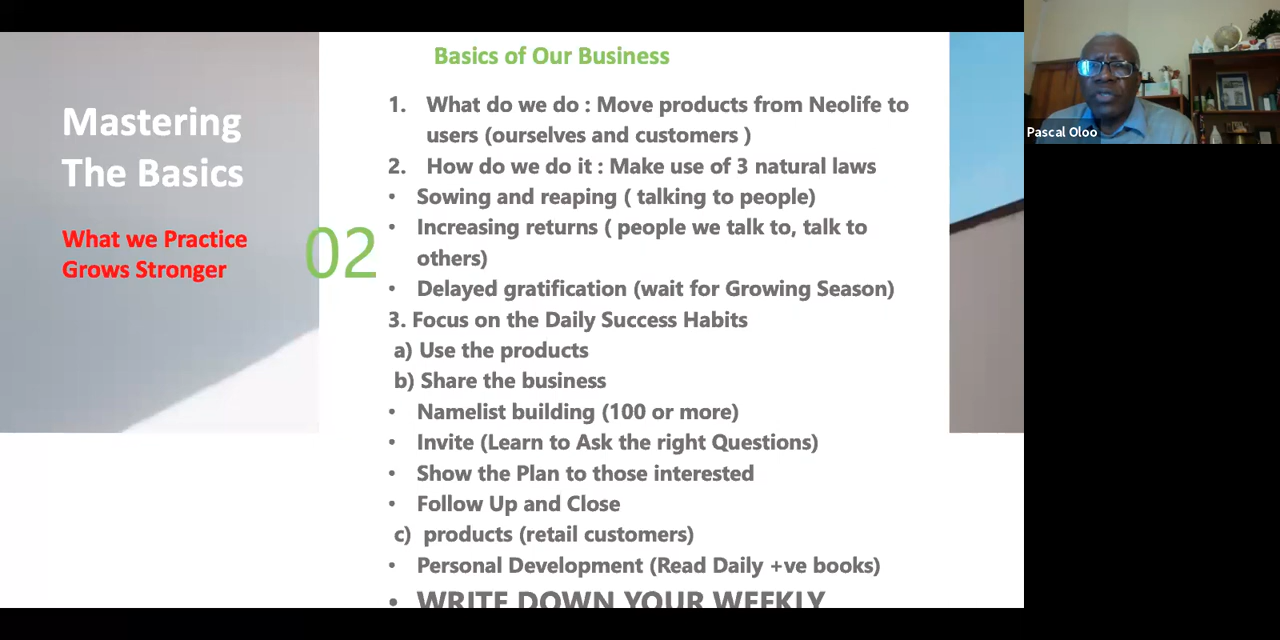 Mastering
The Basics
What we Practice
Grows Stronger
02
Basics of Our Business
1. What do we do : Move products from Neolife to
users (ourselves and customers )
2. How do we do it : Make use of 3 natural laws
• Sowing and reaping ( talking to people)
• Increasing returns ( people we talk to, talk to
others)
• Delayed gratification (wait for Growing Season)
3. Focus on the Daily Success Habits
a) Use the products
b) Share the business
• Namelist building (100 or more)
• Invite (Learn to Ask the right Questions)
• Show the Plan to those interested
• Follow Up and Close
c) products (retail customers)
• Personal Development (Read Daily +ve books)
• WRITE DOWN YOUR WEEKLY
Pascal Oloo